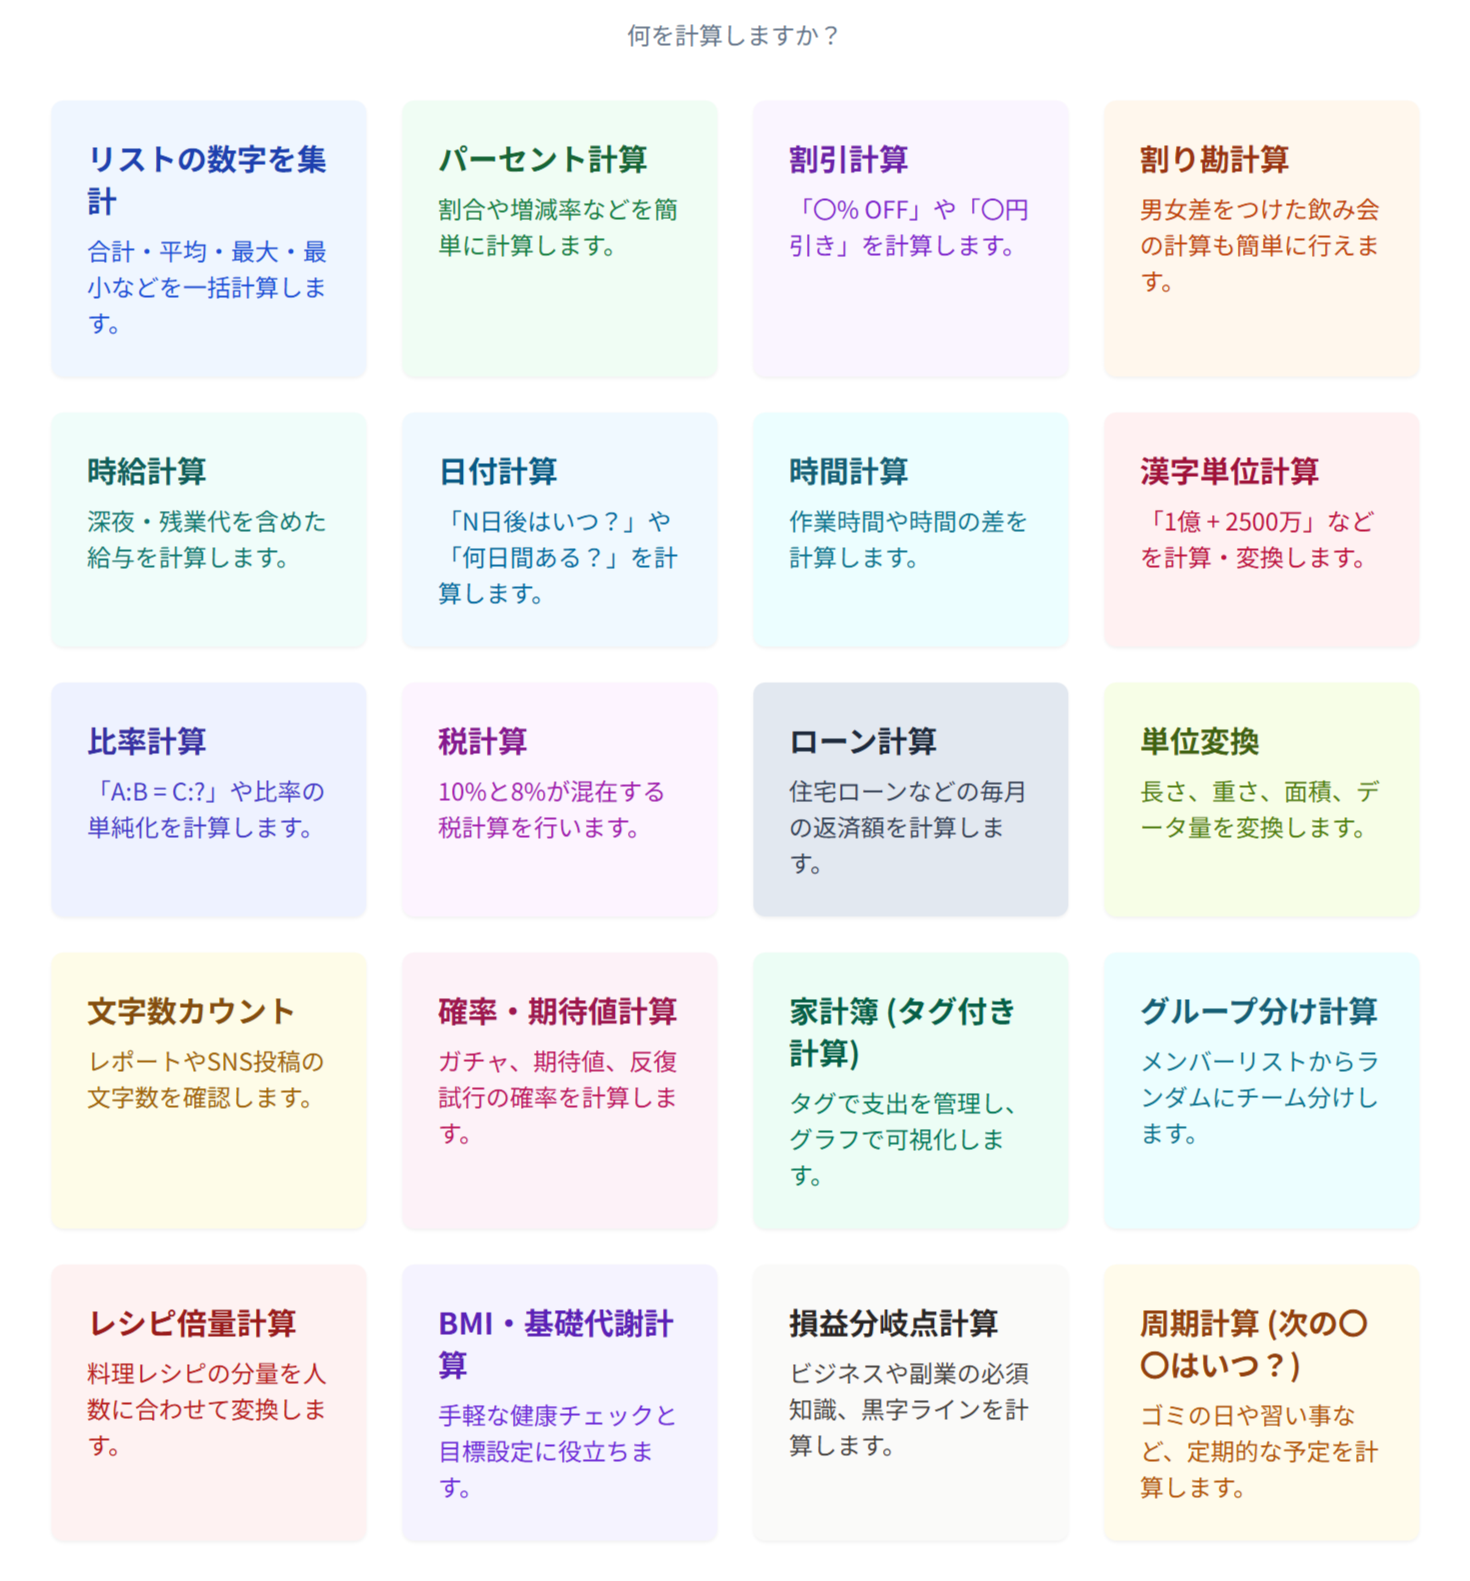 何を計算しますか？
リストの数字を集
計
合計・平均・最大・最
小などを一括計算しま
す。
パーセント計算
割合や増減率などを簡
単に計算します。
割引計算
「〇% OFF」や「〇円
引き」を計算します。
割り勘計算
男女差をつけた飲み会
の計算も簡単に行えま
す。
時給計算
深夜・残業代を含めた
給与を計算します。
日付計算
「N日後はいつ？」や
「何日間ある？」を計
算します。
時間計算
作業時間や時間の差を
計算します。
漢字単位計算
「1億 + 2500万」など
を計算・変換します。
比率計算
「A:B = C:?」や比率の
単純化を計算します。
税計算
10%と8%が混在する
税計算を行います。
ローン計算
住宅ローンなどの毎月
の返済額を計算しま
す。
単位変換
長さ、重さ、面積、デ
ータ量を変換します。
文字数カウント
レポートやSNS投稿の
文字数を確認します。
確率・期待値計算
ガチャ、期待値、反復
試行の確率を計算しま
す。
家計簿 (タグ付き
計算)
タグで支出を管理し、
グラフで可視化しま
す。
グループ分け計算
メンバーリストからラ
ンダムにチーム分けし
ます。
レシピ倍量計算
料理レシピの分量を人
数に合わせて変換しま
す。
BMI・基礎代謝計
算
手軽な健康チェックと
目標設定に役立ちま
す。
損益分岐点計算
ビジネスや副業の必須
知識、黒字ラインを計
算します。
周期計算 (次の〇
〇はいつ？)
ゴミの日や習い事な
ど、定期的な予定を計
算します。